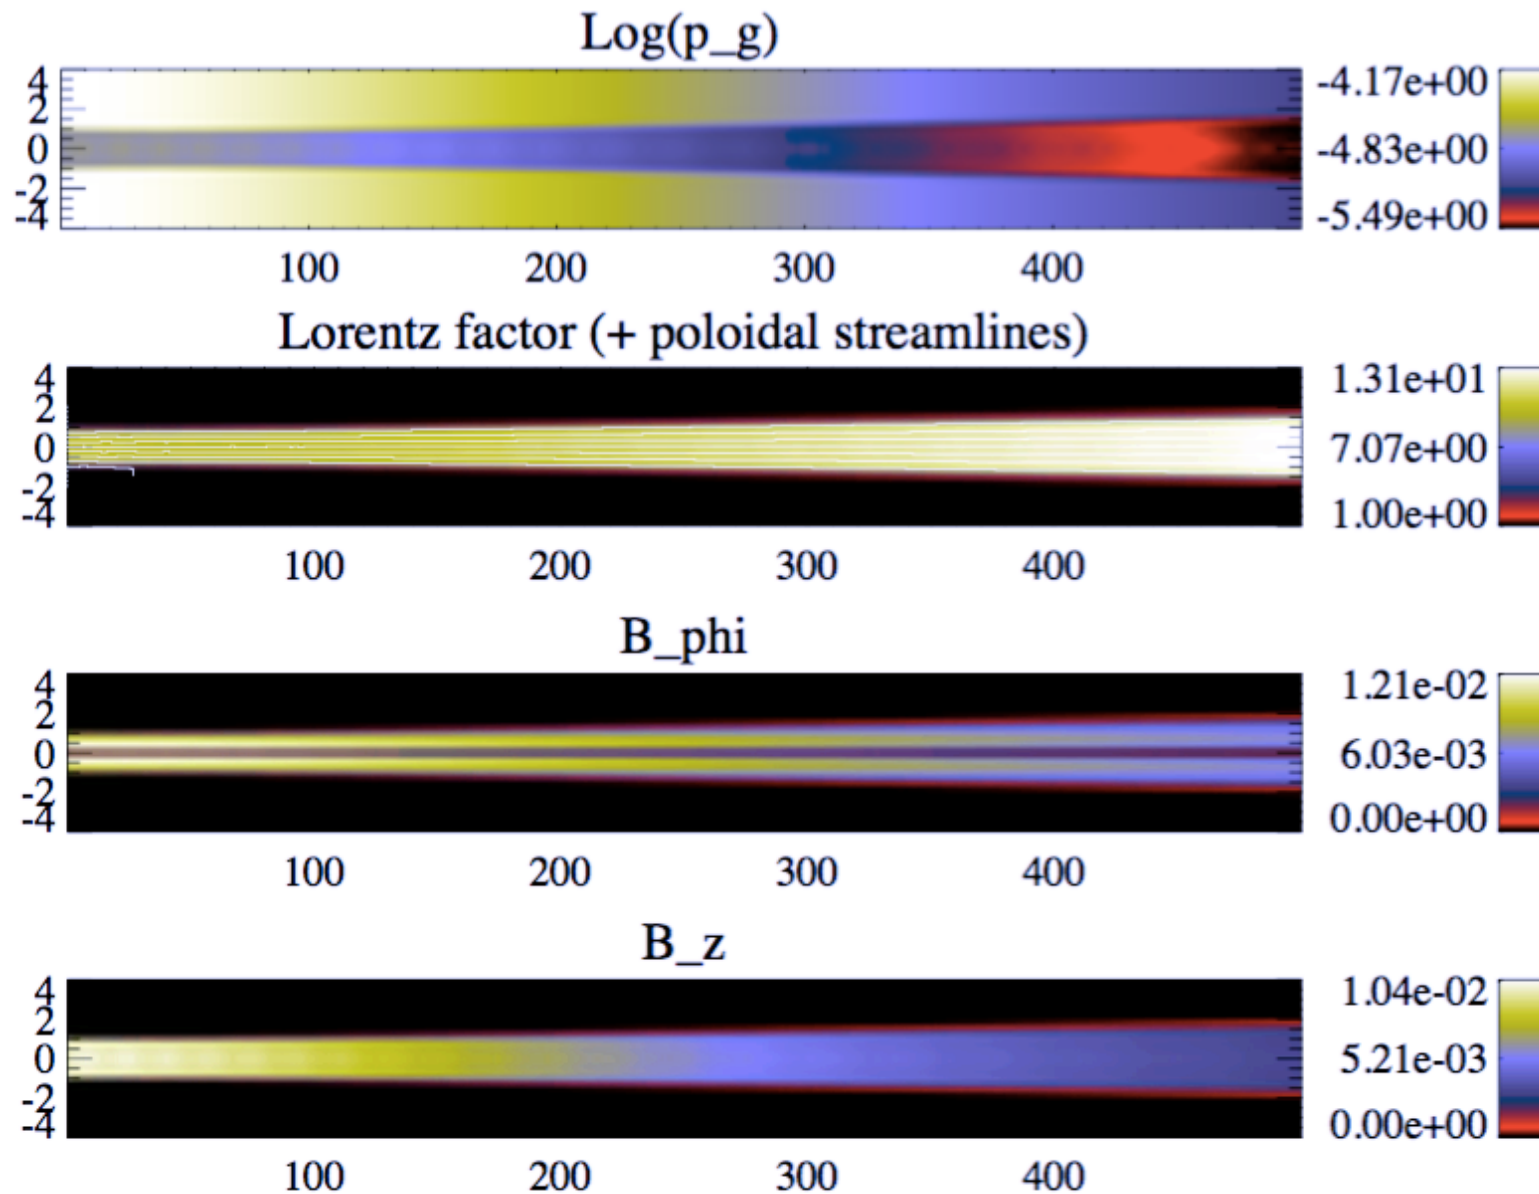 Log(p_g)
4
2
0
-2
-4
-4.17e+00
-4.83e+00
-5.49e+00
100 200 300 400
Lorentz factor (+ poloidal streamlines)
4
2
0
-2
-4
1.31e+01
7.07e+00
1.00e+00
100 200 300 400
B_phi
4
2
0
-2
-4
1.21e-02
6.03e-03
0.00e+00
100 200 300 400
B_z
4
2
0
-2
-4
1.04e-02
5.21e-03
0.00e+00
100 200 300 400